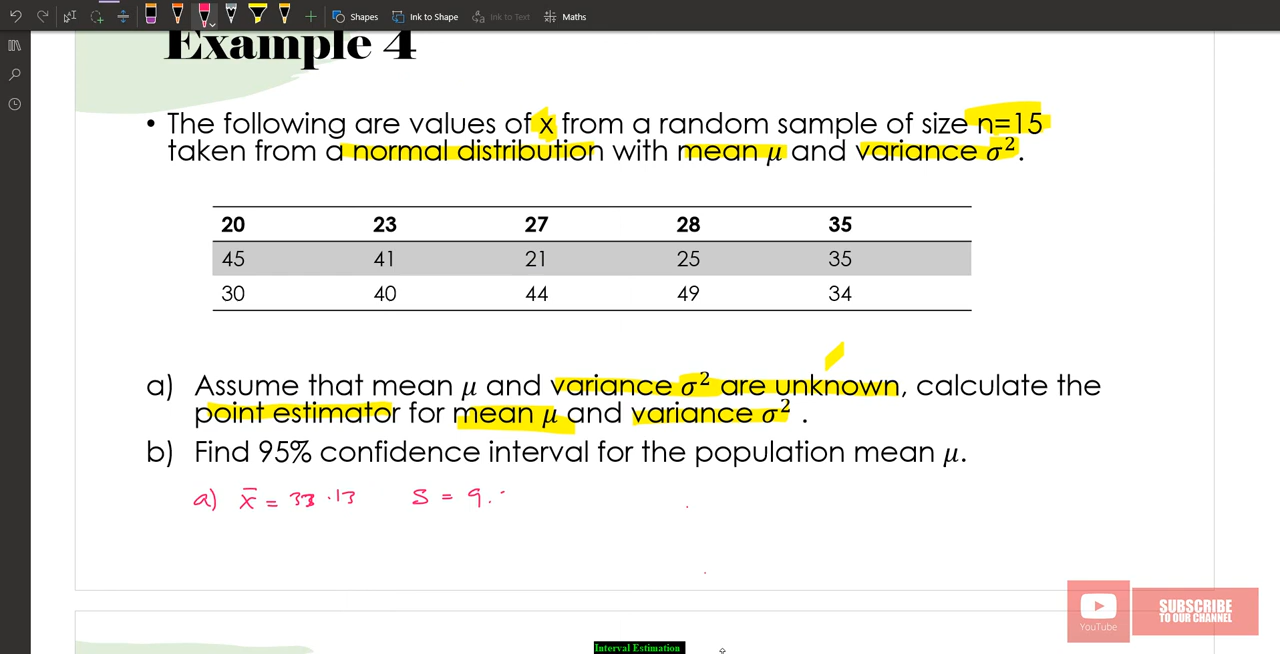 Shapes Ink to Shape Ink to Text Maths
Example 4
• The following are values of x from a random sample of size n=15
taken from a normal distribution with mean μ and variance σ².
20 23 27 28 35
45 41 21 25 35
30 40 44 49 34
a) Assume that mean μ and variance σ² are unknown, calculate the
point estimator for mean μ and variance σ² .
b) Find 95% confidence interval for the population mean μ.
a) x̄ = 33.13 S = 9.
SUBSCRIBE
TO OUR CHANNEL
YouTube
Interval Estimation